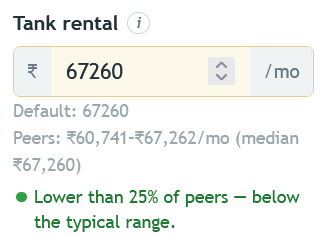 Tank rental i
₹ 67260 /mo
Default: 67260
Peers: ₹60,741–₹67,262/mo (median
₹67,260)
Lower than 25% of peers — below
the typical range.